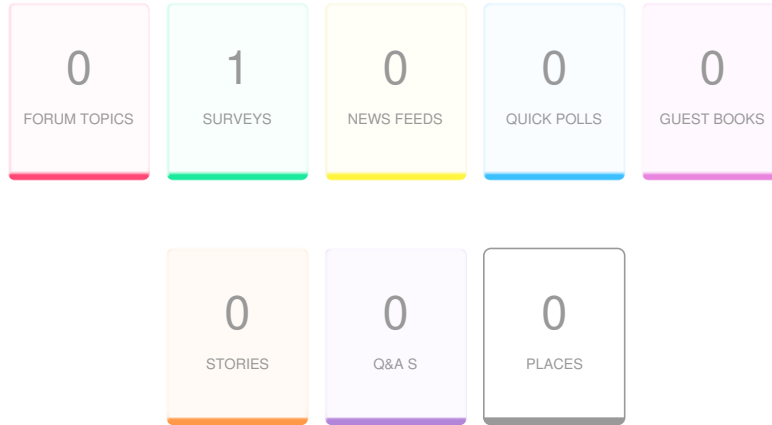 0 1 0 0 0
FORUM TOPICS SURVEYS NEWS FEEDS QUICK POLLS GUEST BOOKS
0 0 0
STORIES Q&A S PLACES